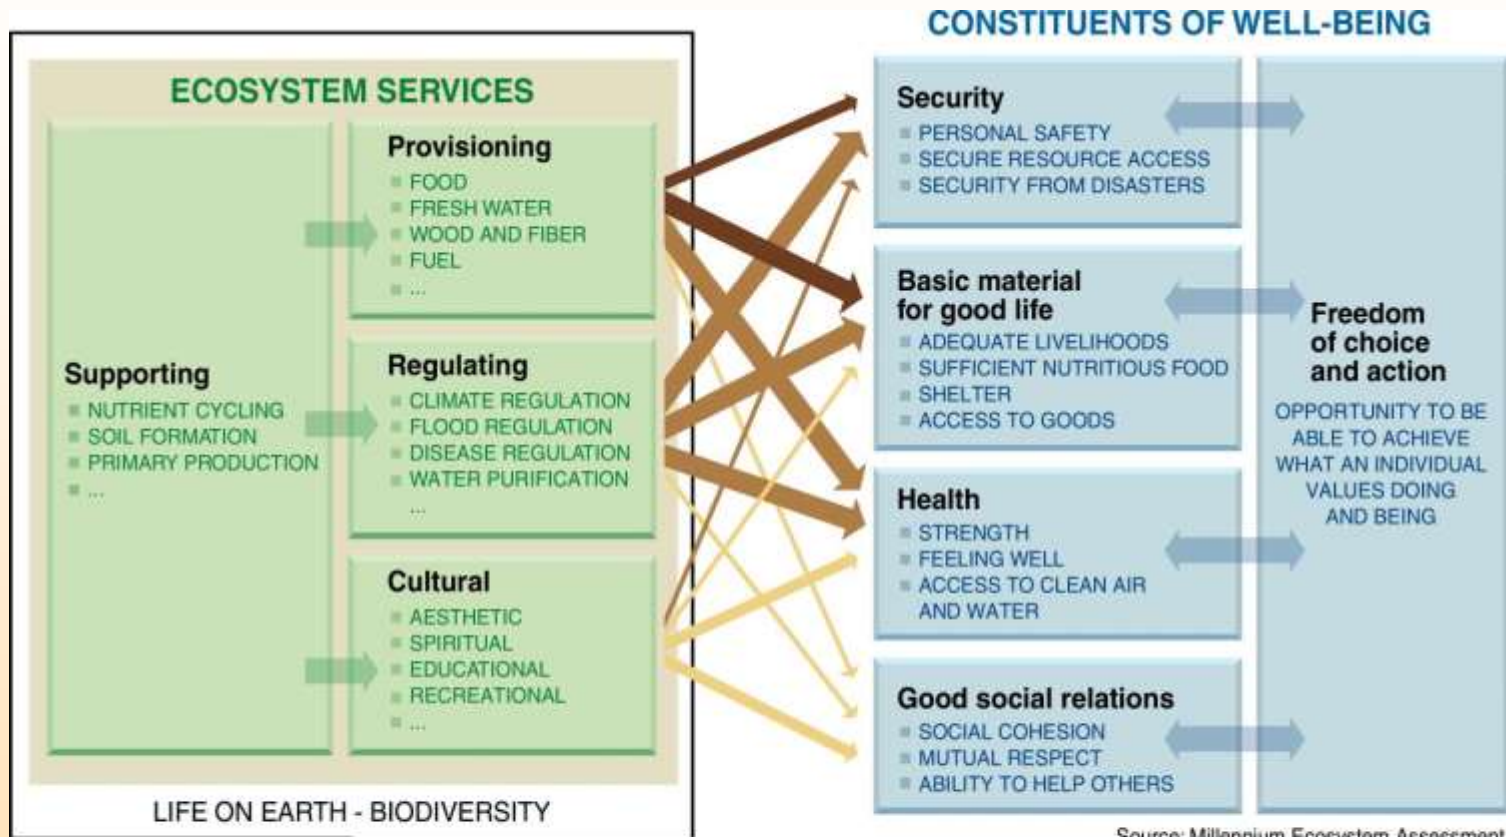 CONSTITUENTS OF WELL-BEING
ECOSYSTEM SERVICES
Supporting
NUTRIENT CYCLING
SOIL FORMATION
PRIMARY PRODUCTION
...
Provisioning
FOOD
FRESH WATER
WOOD AND FIBER
FUEL
...
Regulating
CLIMATE REGULATION
FLOOD REGULATION
DISEASE REGULATION
WATER PURIFICATION
...
Cultural
AESTHETIC
SPIRITUAL
EDUCATIONAL
RECREATIONAL
...
LIFE ON EARTH - BIODIVERSITY
Security
PERSONAL SAFETY
SECURE RESOURCE ACCESS
SECURITY FROM DISASTERS
Basic material
for good life
ADEQUATE LIVELIHOODS
SUFFICIENT NUTRITIOUS FOOD
SHELTER
ACCESS TO GOODS
Health
STRENGTH
FEELING WELL
ACCESS TO CLEAN AIR
AND WATER
Good social relations
SOCIAL COHESION
MUTUAL RESPECT
ABILITY TO HELP OTHERS
Freedom
of choice
and action
OPPORTUNITY TO BE
ABLE TO ACHIEVE
WHAT AN INDIVIDUAL
VALUES DOING
AND BEING
Source: Millennium Ecosystem Assessment